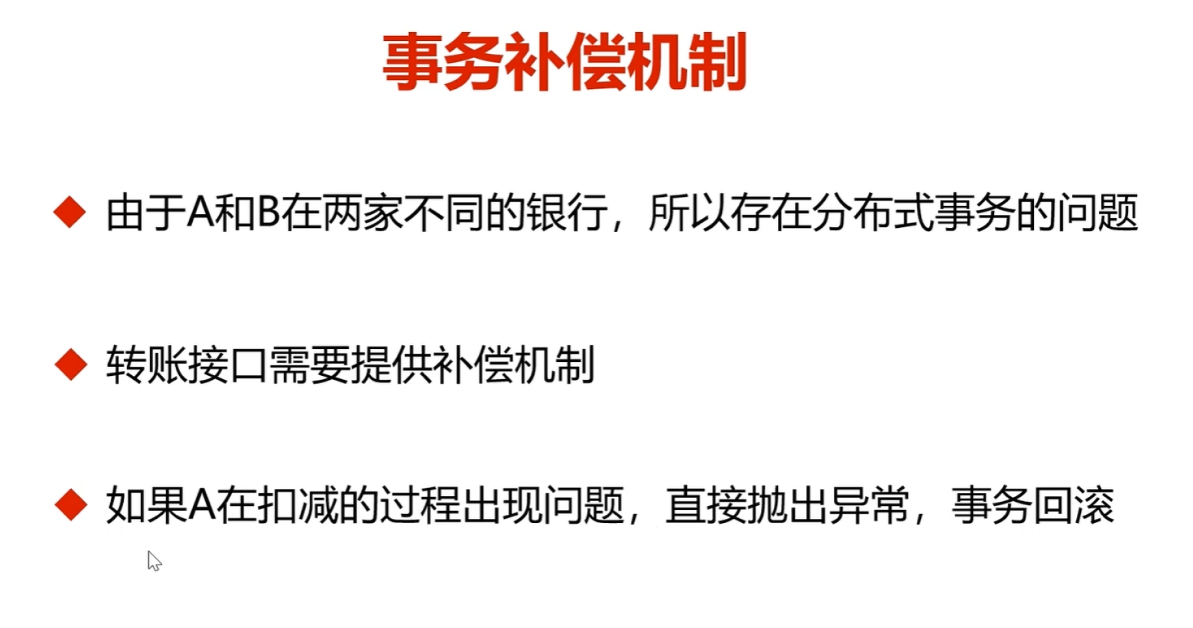 事务补偿机制
由于A和B在两家不同的银行，所以存在分布式事务的问题
转账接口需要提供补偿机制
如果A在扣减的过程出现问题，直接抛出异常，事务回滚